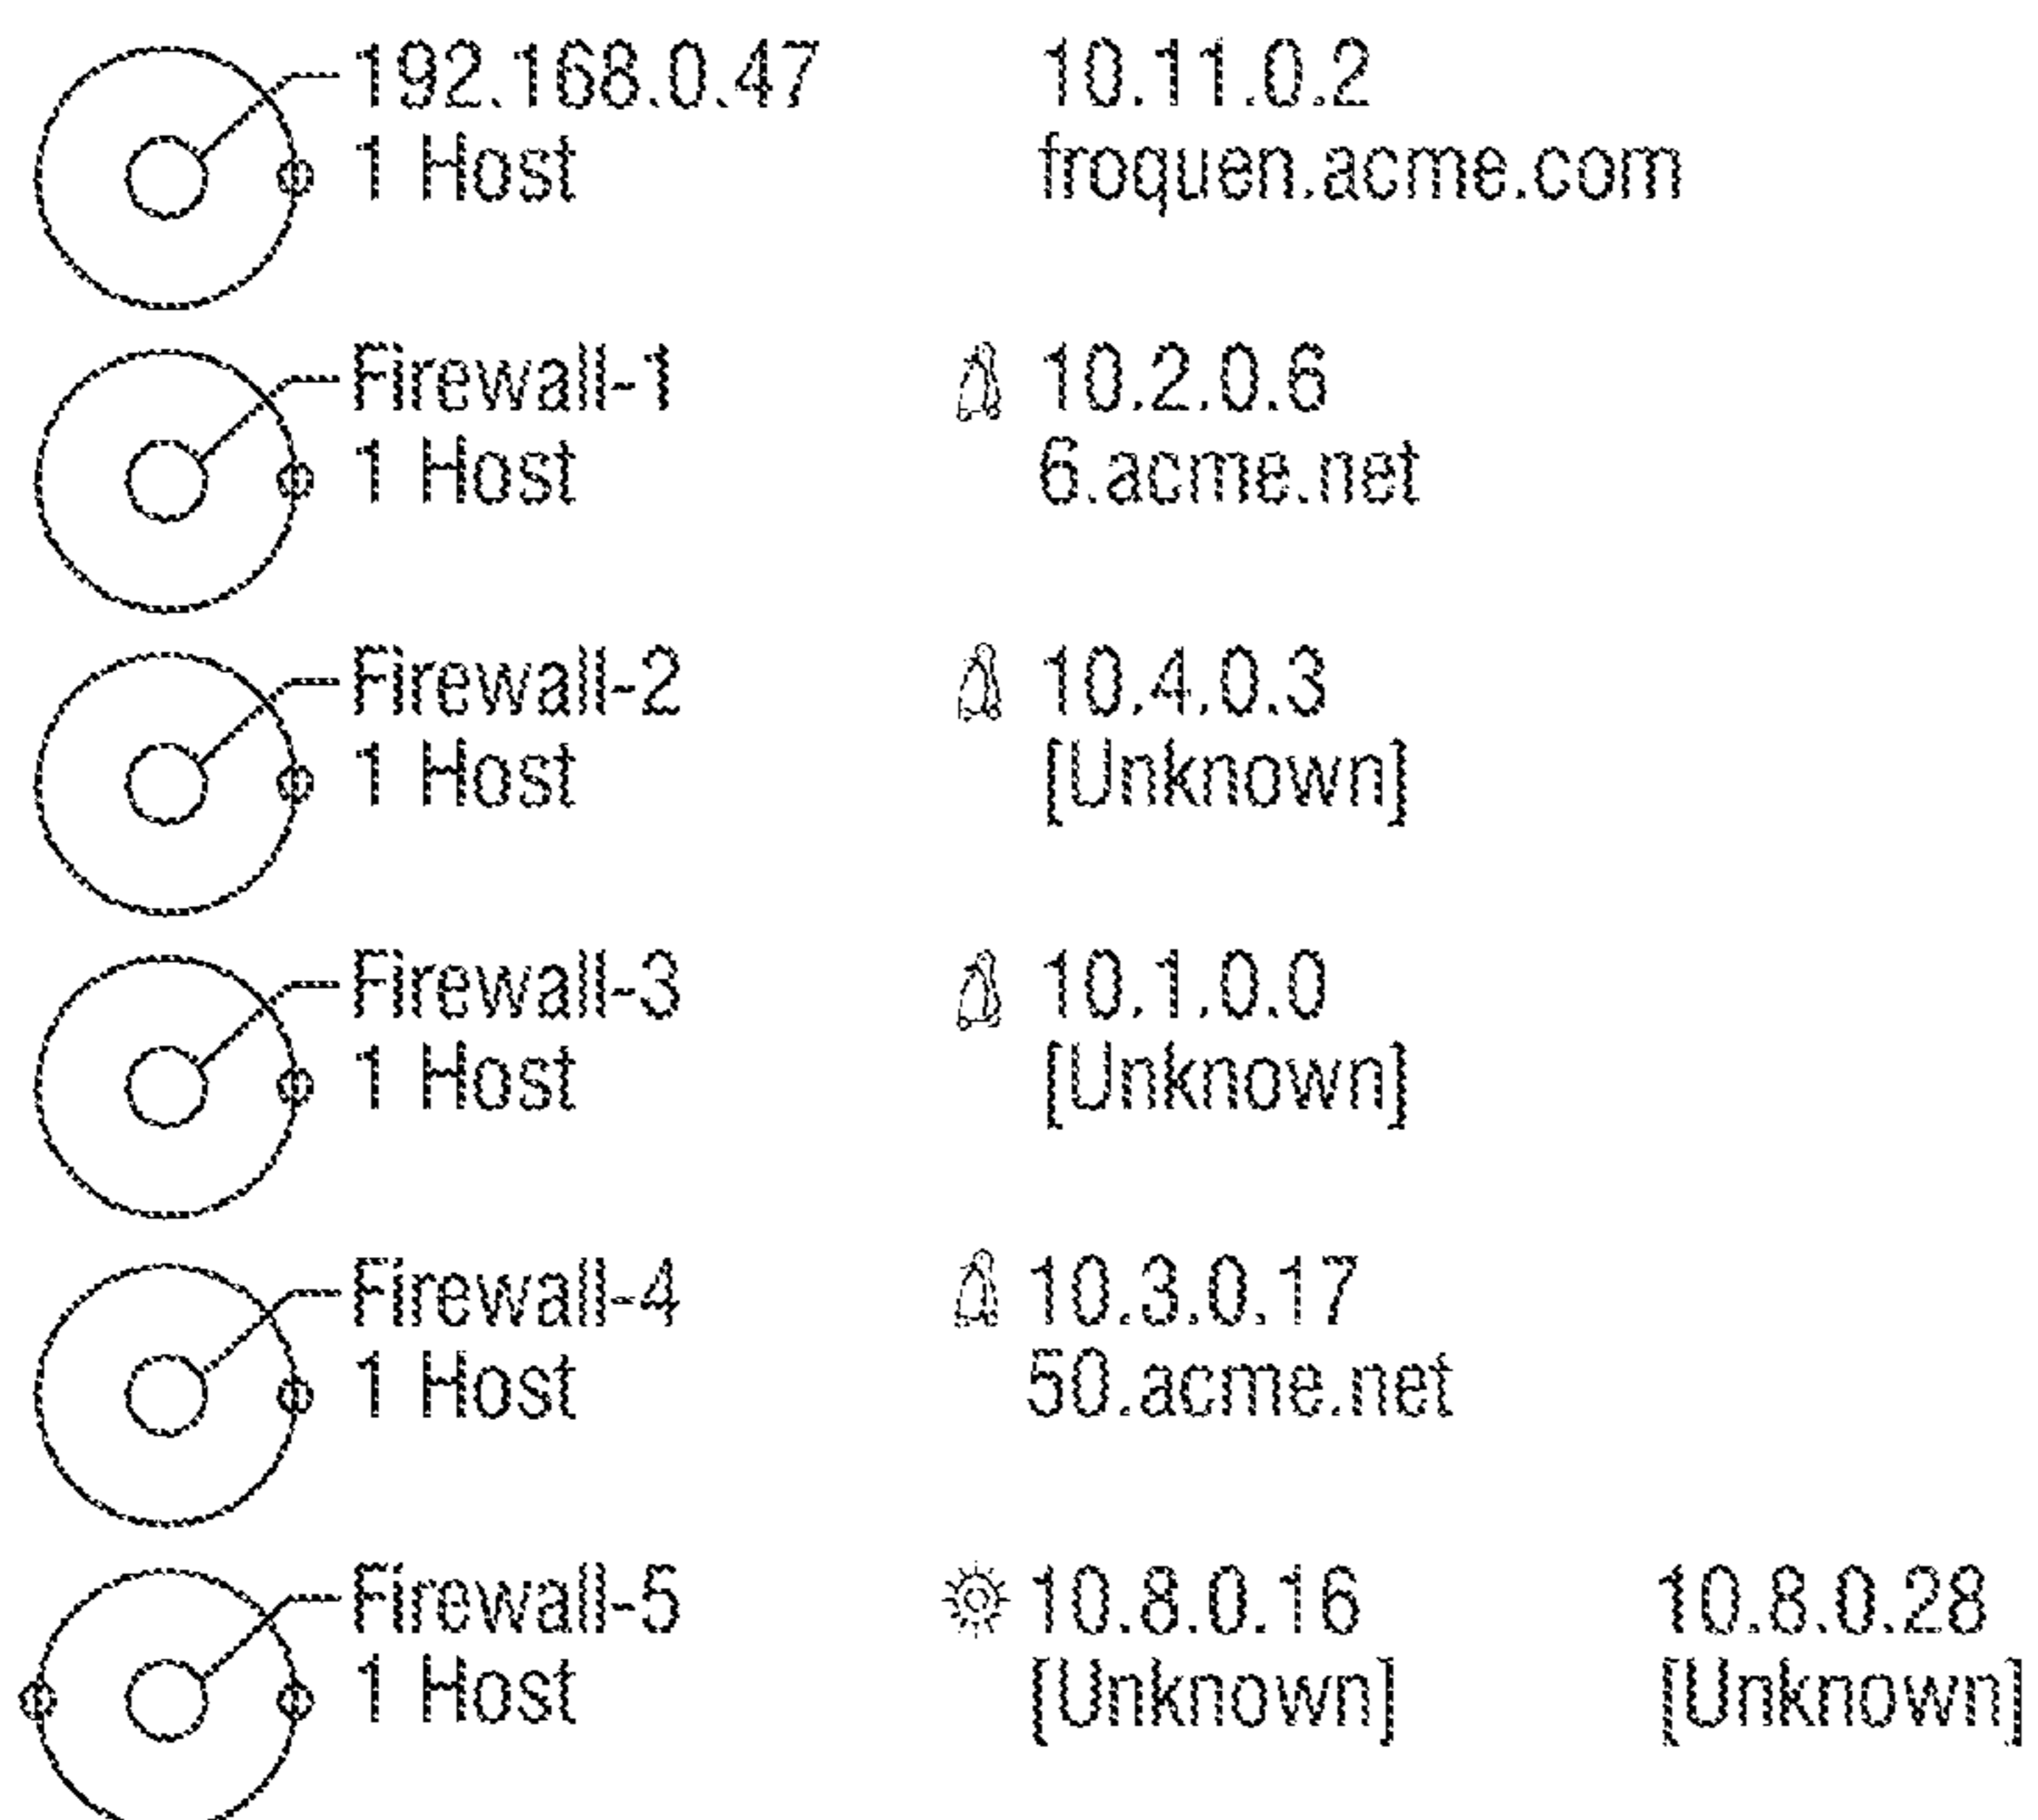 192.168.0.47 10.11.0.2
1 Host froquen.acme.com
Firewall-1 10.2.0.6
1 Host 6.acme.net
Firewall-2 10.4.0.3
1 Host [Unknown]
Firewall-3 10.1.0.0
1 Host [Unknown]
Firewall-4 10.3.0.17
1 Host 50.acme.net
Firewall-5 10.8.0.16 10.8.0.28
1 Host [Unknown] [Unknown]